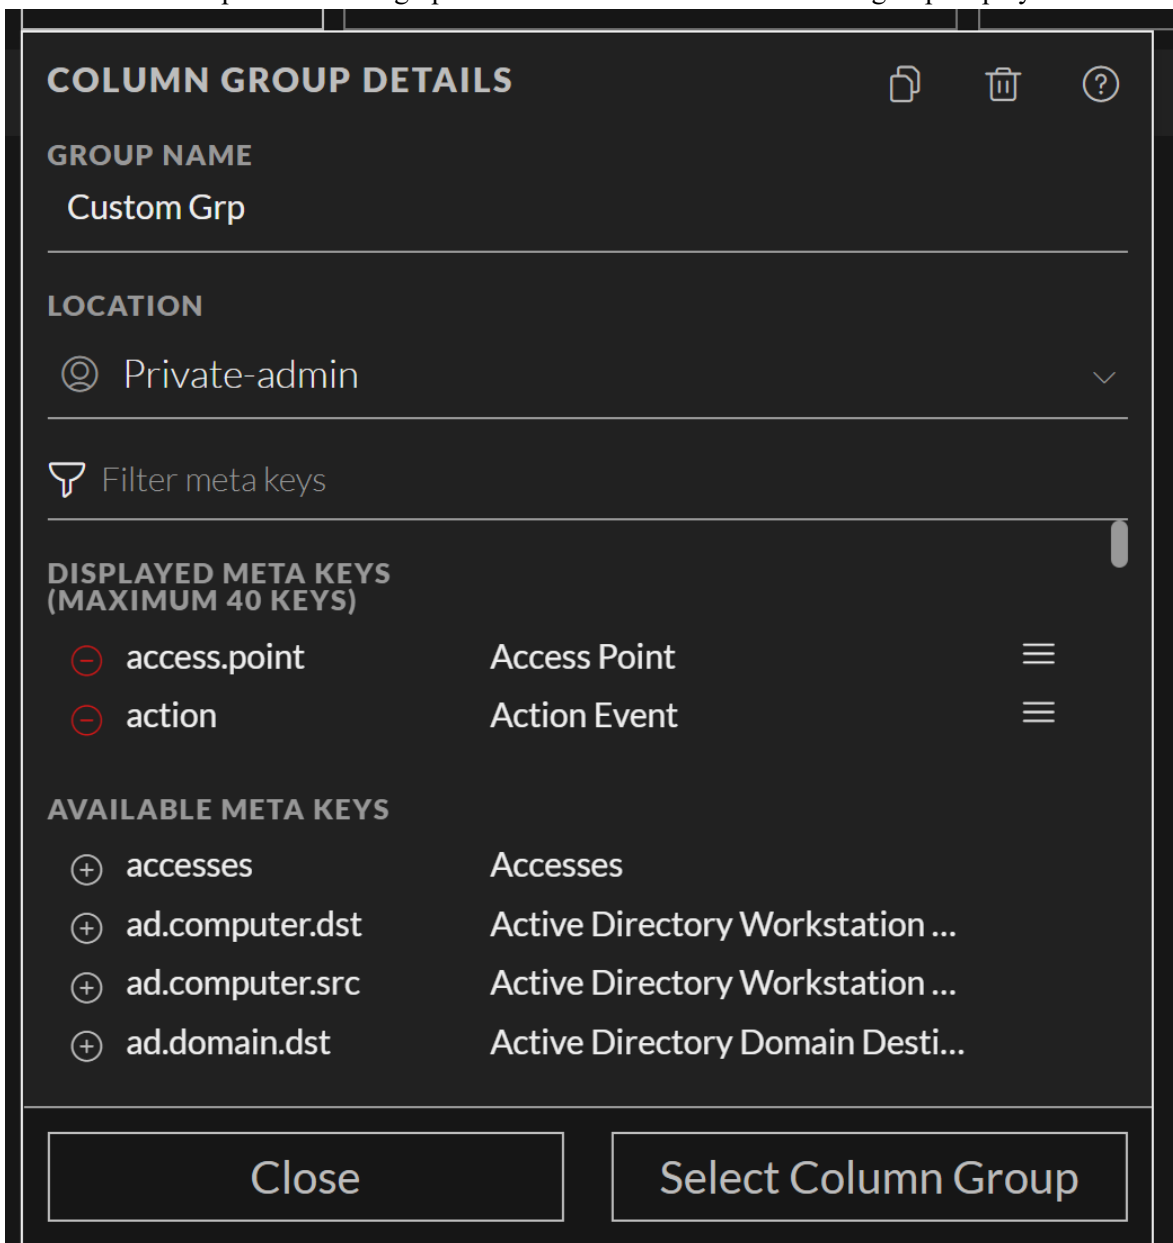 COLUMN GROUP DETAILS
GROUP NAME
Custom Grp
LOCATION
Private-admin
Filter meta keys
DISPLAYED META KEYS
(MAXIMUM 40 KEYS)
access.point Access Point
action Action Event
AVAILABLE META KEYS
accesses Accesses
ad.computer.dst Active Directory Workstation ...
ad.computer.src Active Directory Workstation ...
ad.domain.dst Active Directory Domain Desti...
Close Select Column Group